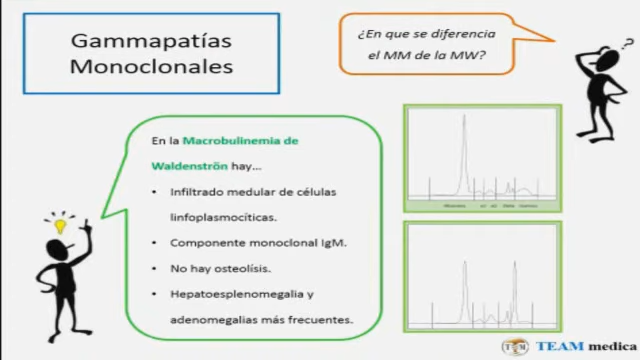 Gammapatías
Monoclonales
¿En que se diferencia
el MM de la MW?
?
En la Macrobulinemia de
Waldenströn hay...
• Infiltrado medular de células
linfoplasmocíticas.
• Componente monoclonal IgM.
• No hay osteolísis.
• Hepatoesplenomegalia y
adenomegalias más frecuentes.
TEAM medica